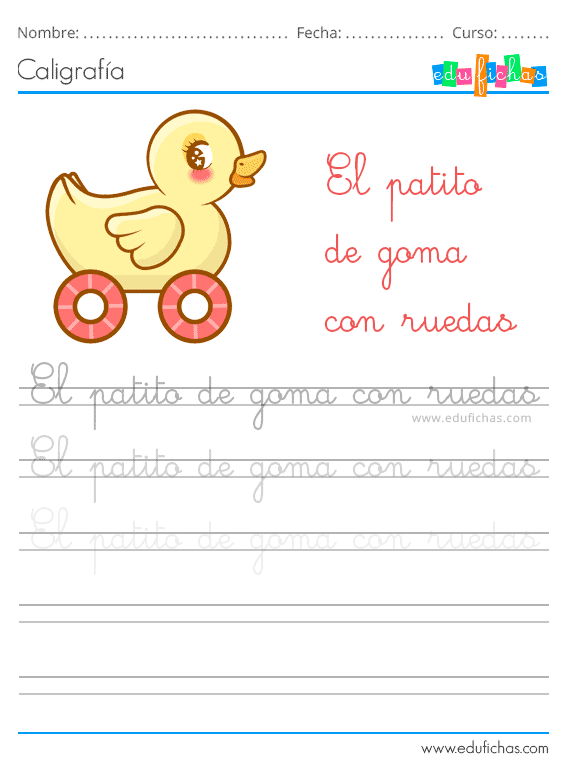 Nombre: ................................ Fecha: ................ Curso: ........
Caligrafía
edufichas
El patito
de goma
con ruedas
El patito de goma con ruedas
www.edufichas.com
El patito de goma con ruedas
El patito de goma con ruedas
www.edufichas.com